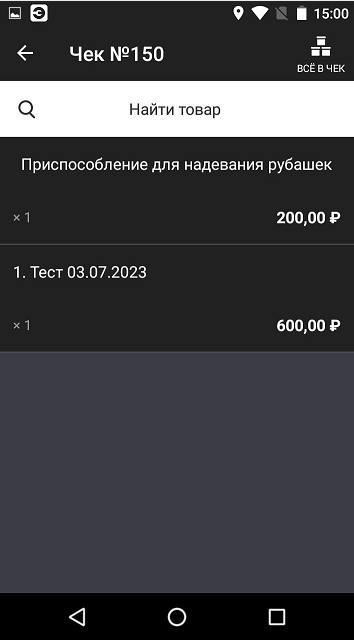 15:00
Чек №150
ВСЁ В ЧЕК
Найти товар
Приспособление для надевания рубашек
× 1
200,00 ₽
1. Тест 03.07.2023
× 1
600,00 ₽